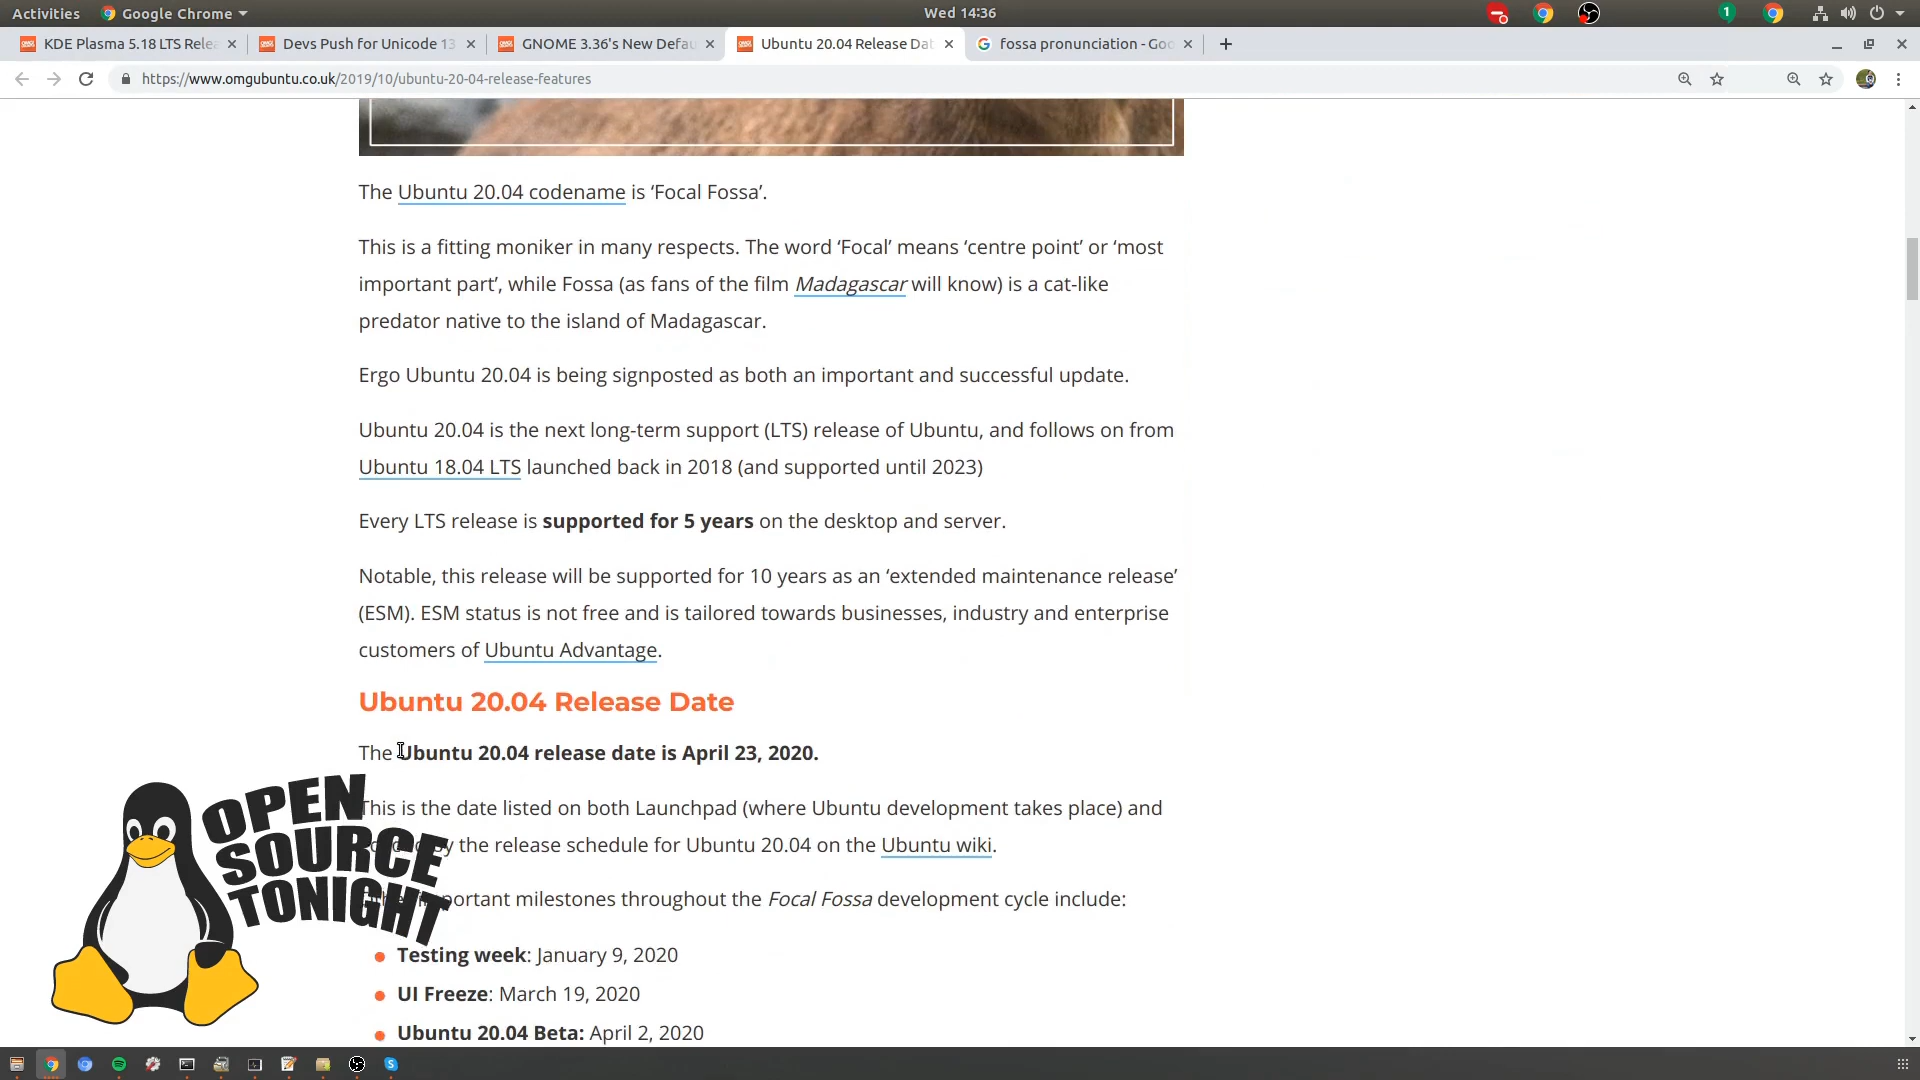 Activities Google Chrome Wed 14:36 1
KDE Plasma 5.18 LTS Rele Devs Push for Unicode 13 GNOME 3.36's New Defau Ubuntu 20.04 Release Dat fossa pronunciation - Goo
https://www.omgubuntu.co.uk/2019/10/ubuntu-20-04-release-features
The Ubuntu 20.04 codename is ‘Focal Fossa’.
This is a fitting moniker in many respects. The word ‘Focal’ means ‘centre point’ or ‘most
important part’, while Fossa (as fans of the film Madagascar will know) is a cat-like
predator native to the island of Madagascar.
Ergo Ubuntu 20.04 is being signposted as both an important and successful update.
Ubuntu 20.04 is the next long-term support (LTS) release of Ubuntu, and follows on from
Ubuntu 18.04 LTS launched back in 2018 (and supported until 2023)
Every LTS release is supported for 5 years on the desktop and server.
Notable, this release will be supported for 10 years as an ‘extended maintenance release’
(ESM). ESM status is not free and is tailored towards businesses, industry and enterprise
customers of Ubuntu Advantage.
Ubuntu 20.04 Release Date
The Ubuntu 20.04 release date is April 23, 2020.
This is the date listed on both Launchpad (where Ubuntu development takes place) and
by the release schedule for Ubuntu 20.04 on the Ubuntu wiki.
important milestones throughout the Focal Fossa development cycle include:
Testing week: January 9, 2020
UI Freeze: March 19, 2020
Ubuntu 20.04 Beta: April 2, 2020
OPEN
SOURCE
TONIGHT